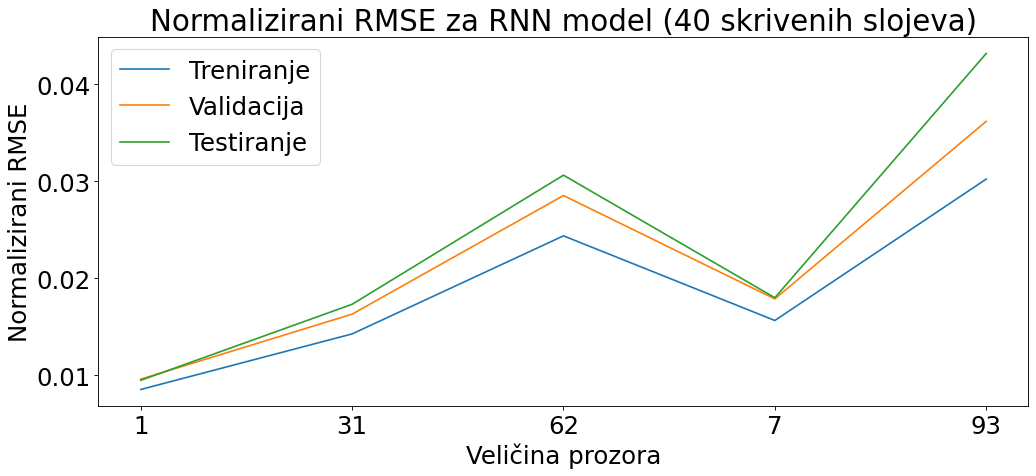 Normalizirani RMSE za RNN model (40 skrivenih slojeva)
Treniranje
Validacija
Testiranje
Normalizirani RMSE
0.04
0.03
0.02
0.01
1 31 62 7 93
Veličina prozora